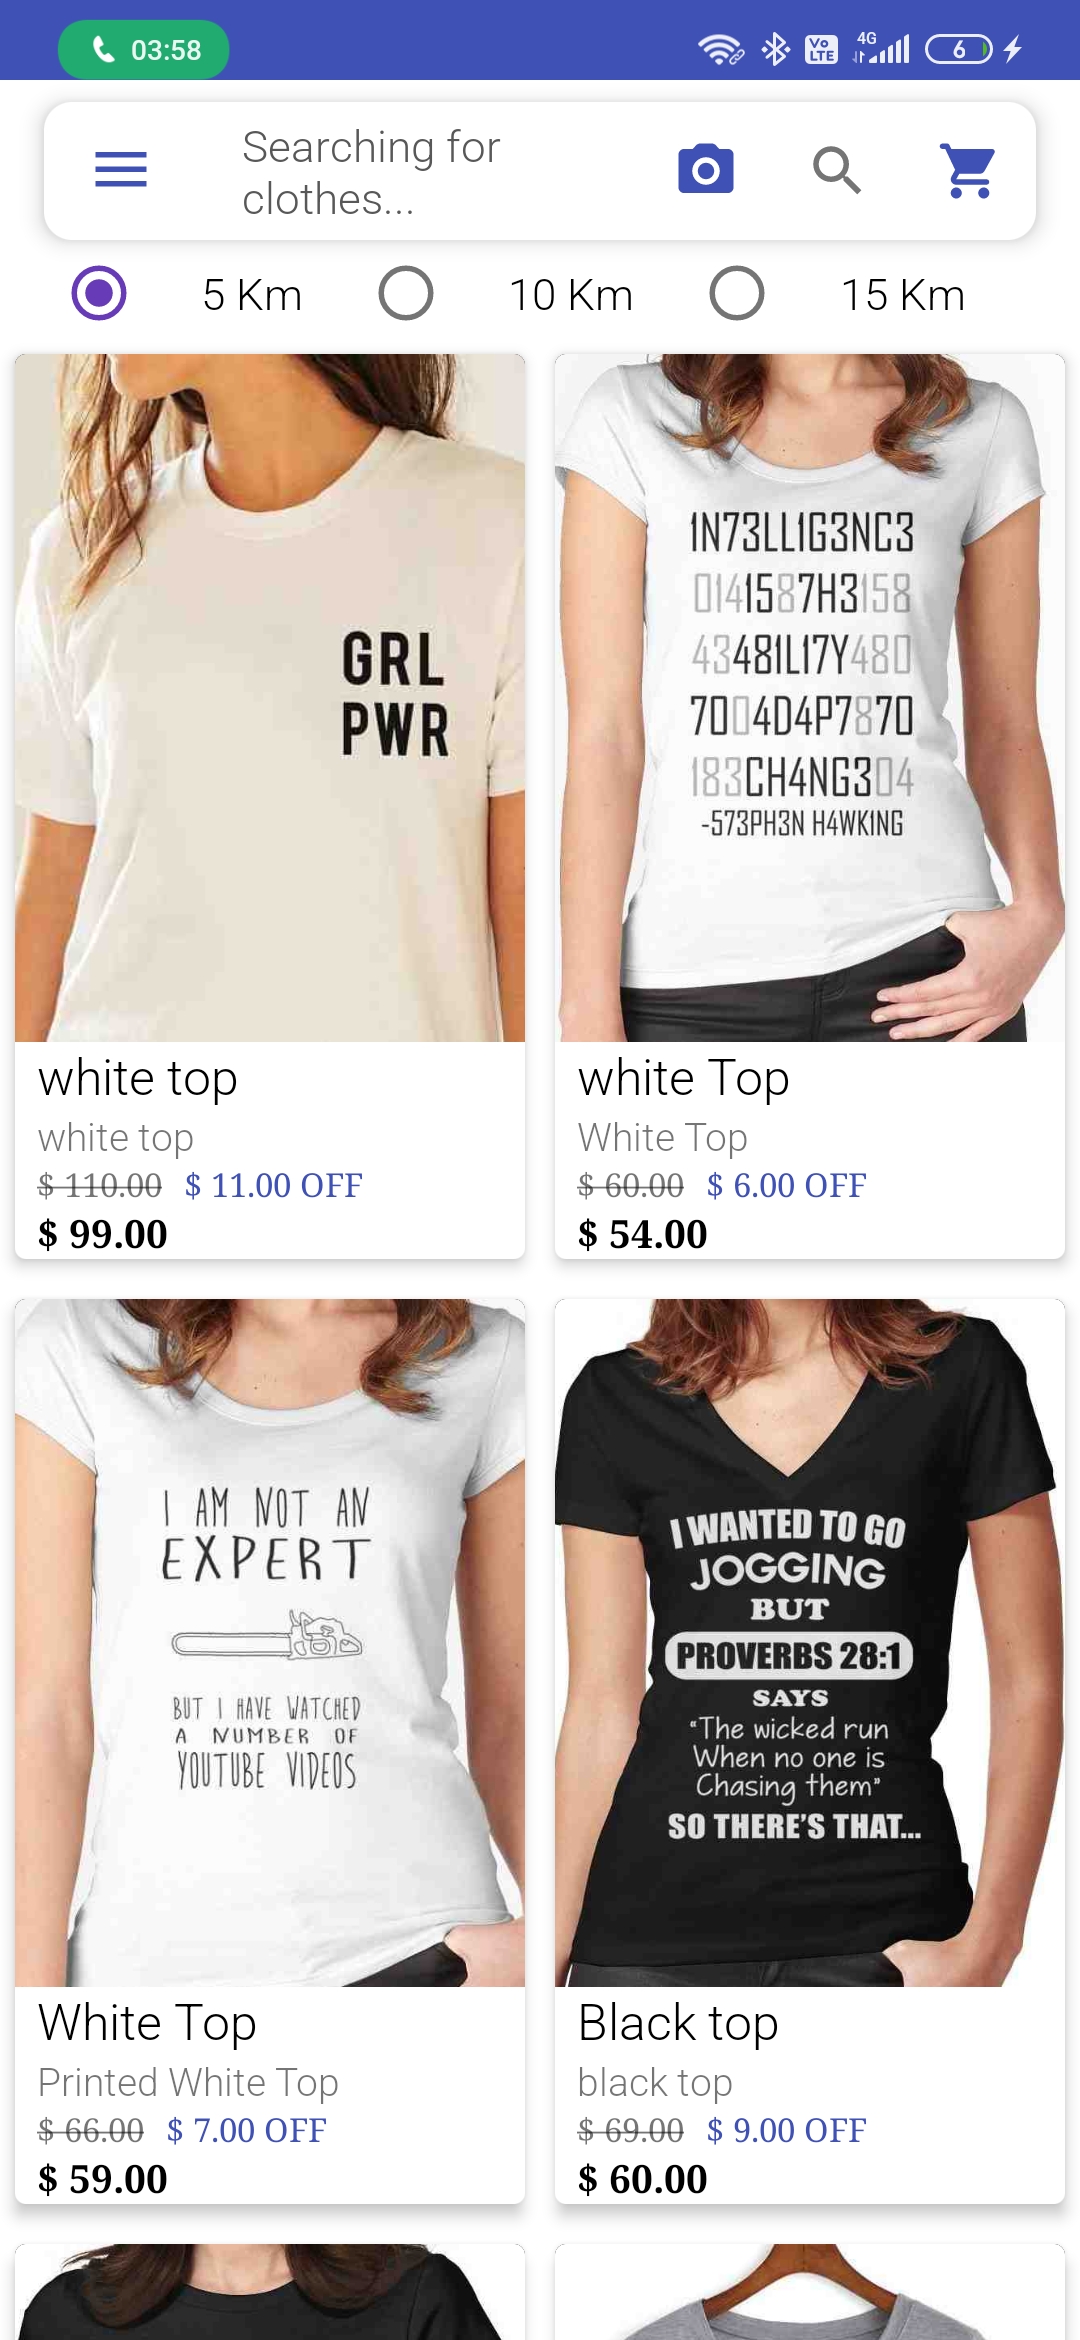 03:58
Vo
LTE
4G
6
Searching for
clothes...
5 Km
10 Km
15 Km
GRL
PWR
1N73LL1G3NC3
0141587H3158
43481L17Y480
7004D4P7870
183CH4NG304
-573PH3N H4WK1NG
white top
white top
$ 110.00 $ 11.00 OFF
$ 99.00
white Top
White Top
$ 60.00 $ 6.00 OFF
$ 54.00
I AM NOT AN
EXPERT
BUT I HAVE WATCHED
A NUMBER OF
YOUTUBE VIDEOS
I WANTED TO GO
JOGGING
BUT
PROVERBS 28:1
SAYS
“The wicked run
When no one is
Chasing them”
SO THERE'S THAT...
White Top
Printed White Top
$ 66.00 $ 7.00 OFF
$ 59.00
Black top
black top
$ 69.00 $ 9.00 OFF
$ 60.00